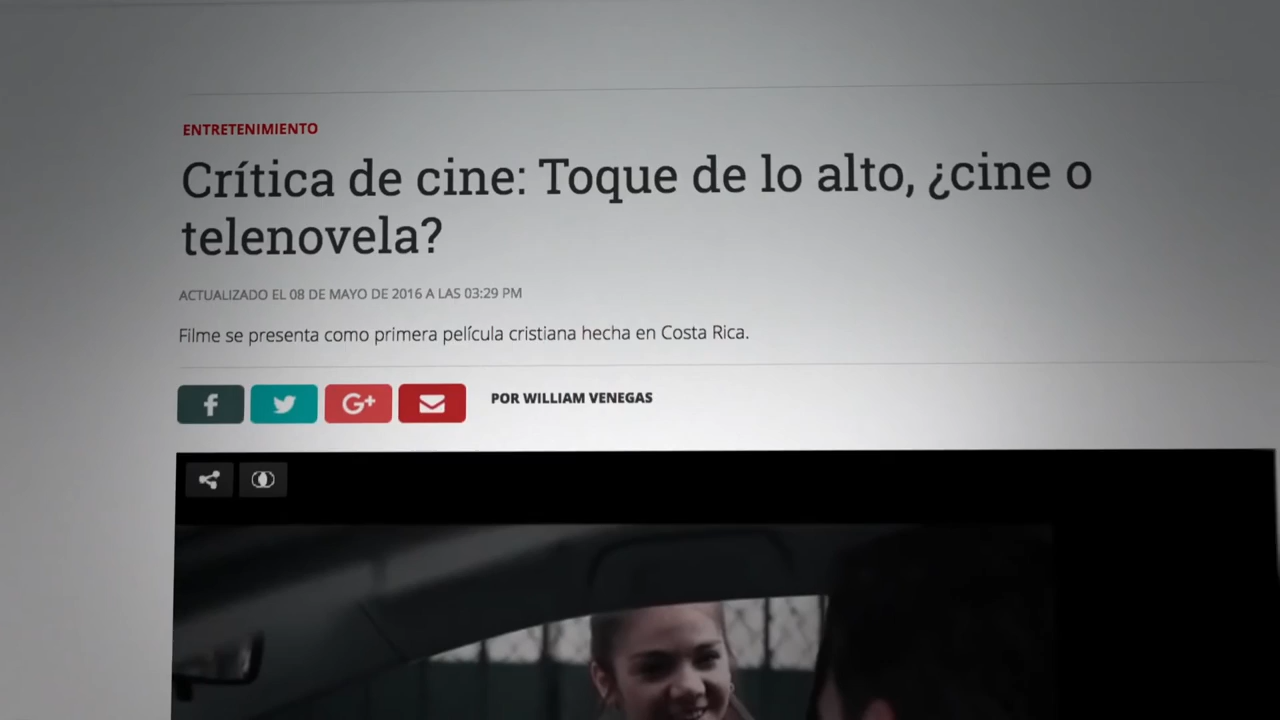 ENTRETENIMIENTO
Crítica de cine: Toque de lo alto, ¿cine o
telenovela?
ACTUALIZADO EL 08 DE MAYO DE 2016 A LAS 03:29 PM
Filme se presenta como primera película cristiana hecha en Costa Rica.
f G+ POR WILLIAM VENEGAS